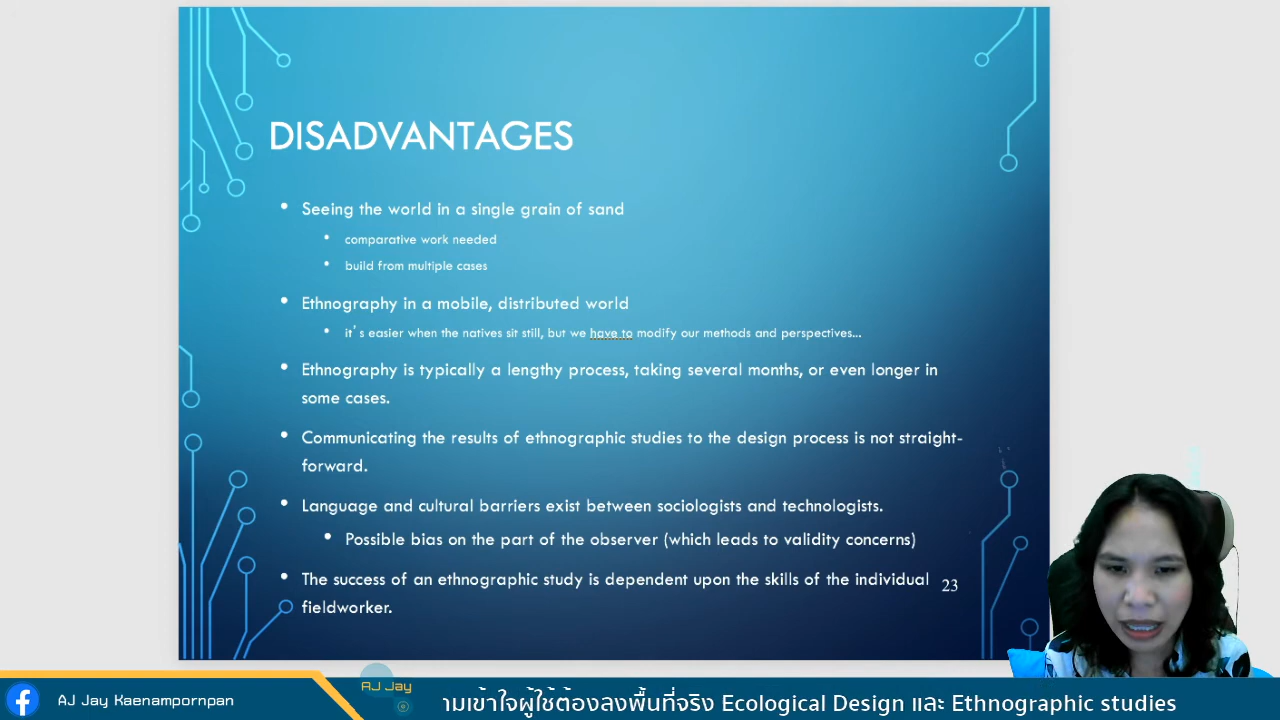 DISADVANTAGES
• Seeing the world in a single grain of sand
• comparative work needed
• build from multiple cases
• Ethnography in a mobile, distributed world
• it's easier when the natives sit still, but we have to modify our methods and perspectives...
• Ethnography is typically a lengthy process, taking several months, or even longer in
some cases.
• Communicating the results of ethnographic studies to the design process is not straight-
forward.
• Language and cultural barriers exist between sociologists and technologists.
• Possible bias on the part of the observer (which leads to validity concerns)
• The success of an ethnographic study is dependent upon the skills of the individual
fieldworker.
23
AJ Jay Kaenampornpan
AJ Jay
ามเข้าใจผู้ใช้ต้องลงพื้นที่จริง Ecological Design และ Ethnographic studies